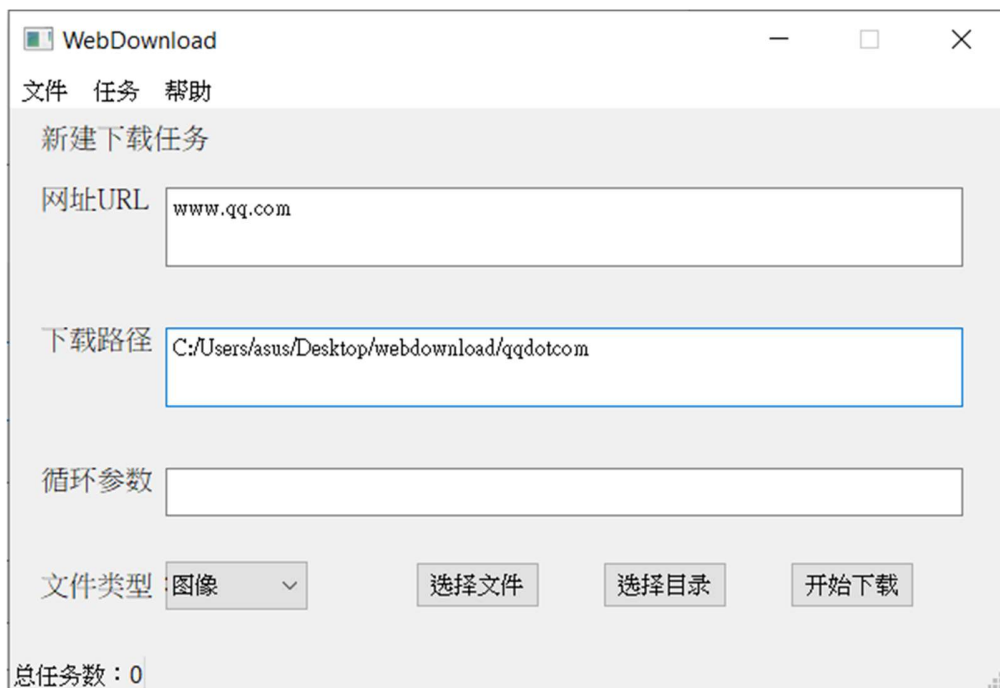 WebDownload
文件 任务 帮助
新建下载任务
网址URL www.qq.com
下载路径 C:/Users/asus/Desktop/webdownload/qqdotcom
循环参数
文件类型：图像 选择文件 选择目录 开始下载
总任务数：0